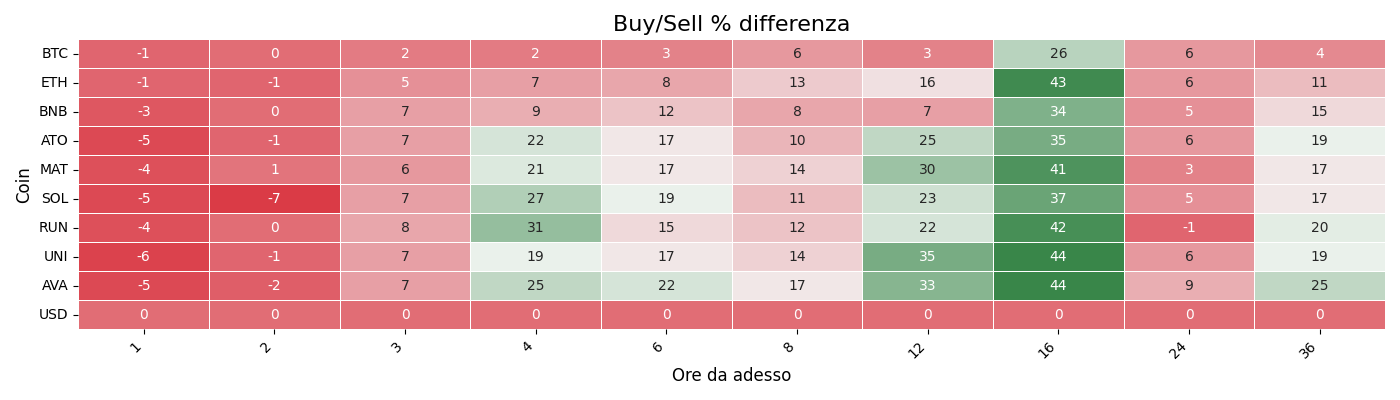 Buy/Sell % differenza
Coin
BTC -1 0 2 2 3 6 3 26 6 4
ETH -1 -1 5 7 8 13 16 43 6 11
BNB -3 0 7 9 12 8 7 34 5 15
ATO -5 -1 7 22 17 10 25 35 6 19
MAT -4 1 6 21 17 14 30 41 3 17
SOL -5 -7 7 27 19 11 23 37 5 17
RUN -4 0 8 31 15 12 22 42 -1 20
UNI -6 -1 7 19 17 14 35 44 6 19
AVA -5 -2 7 25 22 17 33 44 9 25
USD 0 0 0 0 0 0 0 0 0 0
1 2 3 4 6 8 12 16 24 36
Ore da adesso